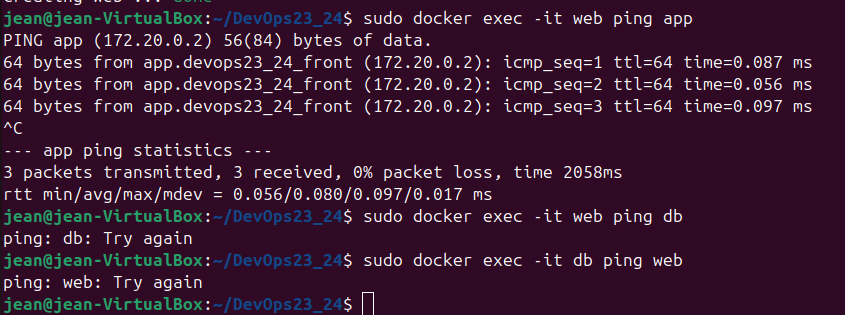 creating web ... done
jean@jean-VirtualBox:~/DevOps23_24$ sudo docker exec -it web ping app
PING app (172.20.0.2) 56(84) bytes of data.
64 bytes from app.devops23_24_front (172.20.0.2): icmp_seq=1 ttl=64 time=0.087 ms
64 bytes from app.devops23_24_front (172.20.0.2): icmp_seq=2 ttl=64 time=0.056 ms
64 bytes from app.devops23_24_front (172.20.0.2): icmp_seq=3 ttl=64 time=0.097 ms
^C
--- app ping statistics ---
3 packets transmitted, 3 received, 0% packet loss, time 2058ms
rtt min/avg/max/mdev = 0.056/0.080/0.097/0.017 ms
jean@jean-VirtualBox:~/DevOps23_24$ sudo docker exec -it web ping db
ping: db: Try again
jean@jean-VirtualBox:~/DevOps23_24$ sudo docker exec -it db ping web
ping: web: Try again
jean@jean-VirtualBox:~/DevOps23_24$